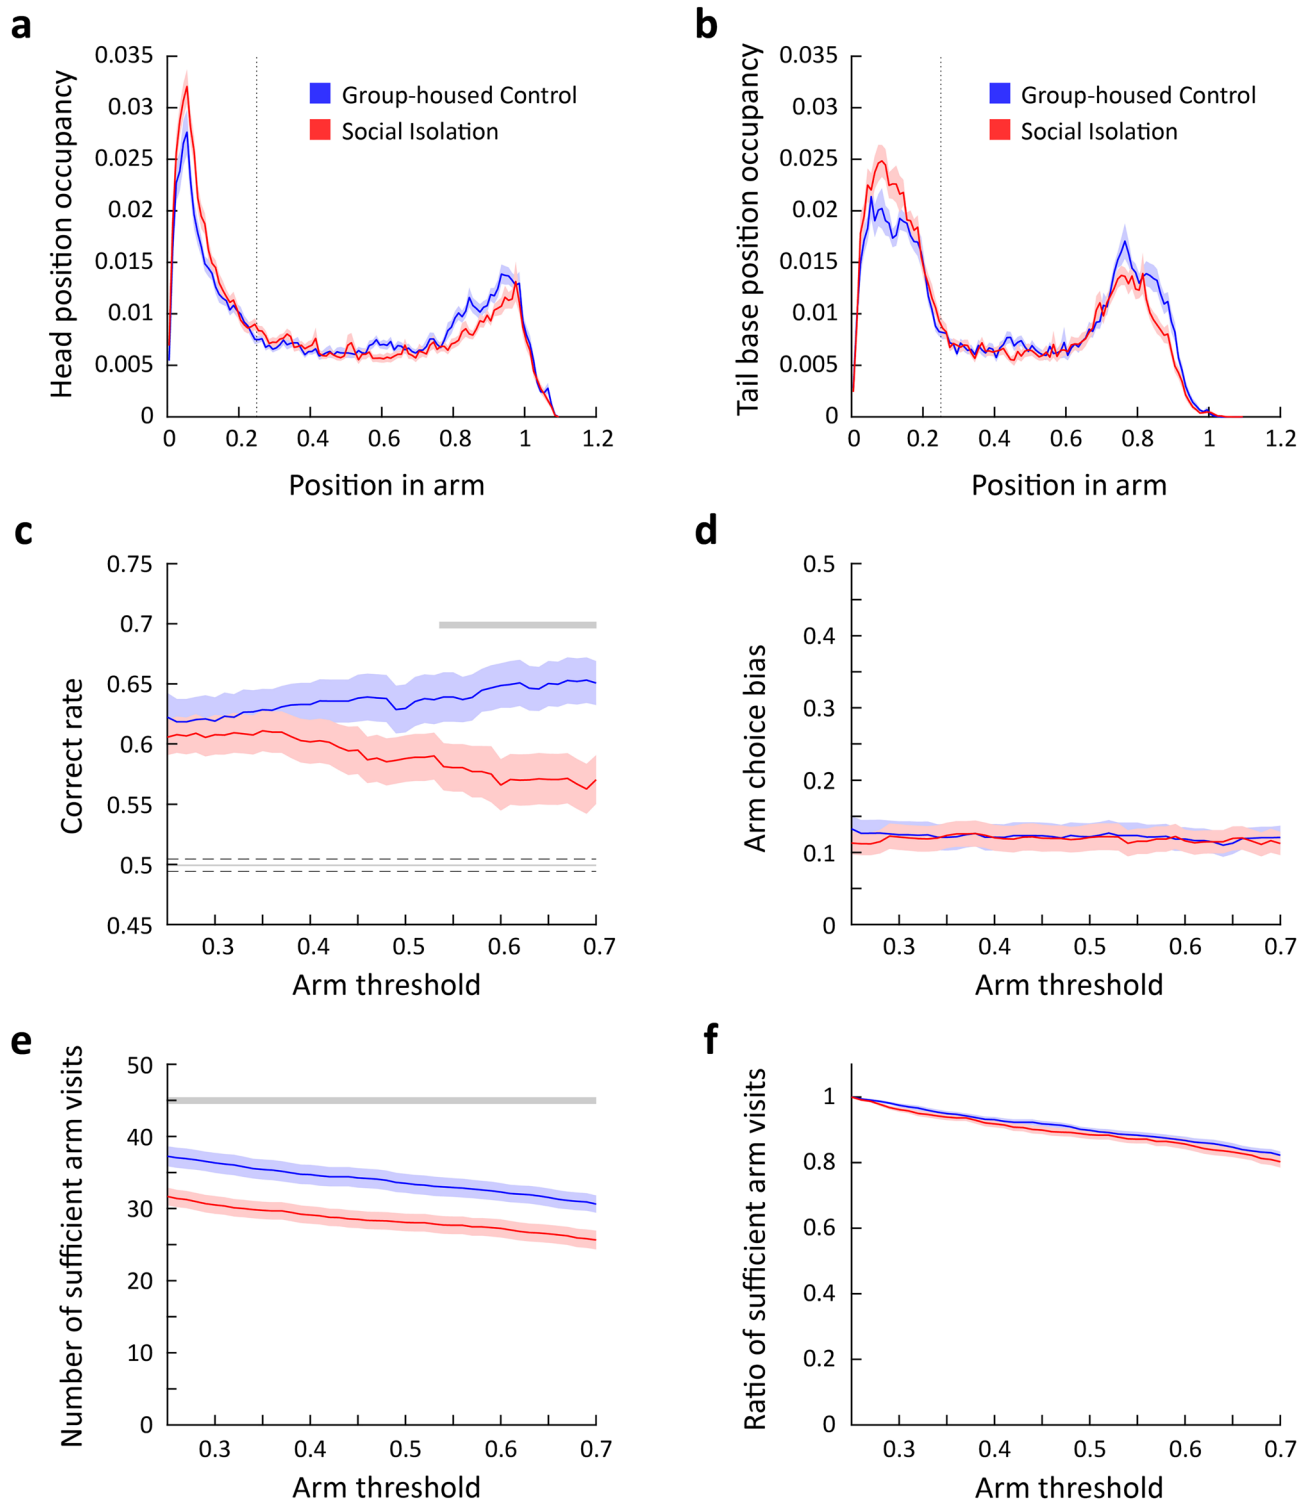 a
Head position occupancy
0.035
0.03
0.025
0.02
0.015
0.01
0.005
0
Group-housed Control
Social Isolation
0 0.2 0.4 0.6 0.8 1 1.2
Position in arm
b
Tail base position occupancy
0.035
0.03
0.025
0.02
0.015
0.01
0.005
0
Group-housed Control
Social Isolation
0 0.2 0.4 0.6 0.8 1 1.2
Position in arm
c
Correct rate
0.75
0.7
0.65
0.6
0.55
0.5
0.45
0.3 0.4 0.5 0.6 0.7
Arm threshold
d
Arm choice bias
0.5
0.4
0.3
0.2
0.1
0
0.3 0.4 0.5 0.6 0.7
Arm threshold
e
Number of sufficient arm visits
50
40
30
20
10
0
0.3 0.4 0.5 0.6 0.7
Arm threshold
f
Ratio of sufficient arm visits
1
0.8
0.6
0.4
0.2
0
0.3 0.4 0.5 0.6 0.7
Arm threshold